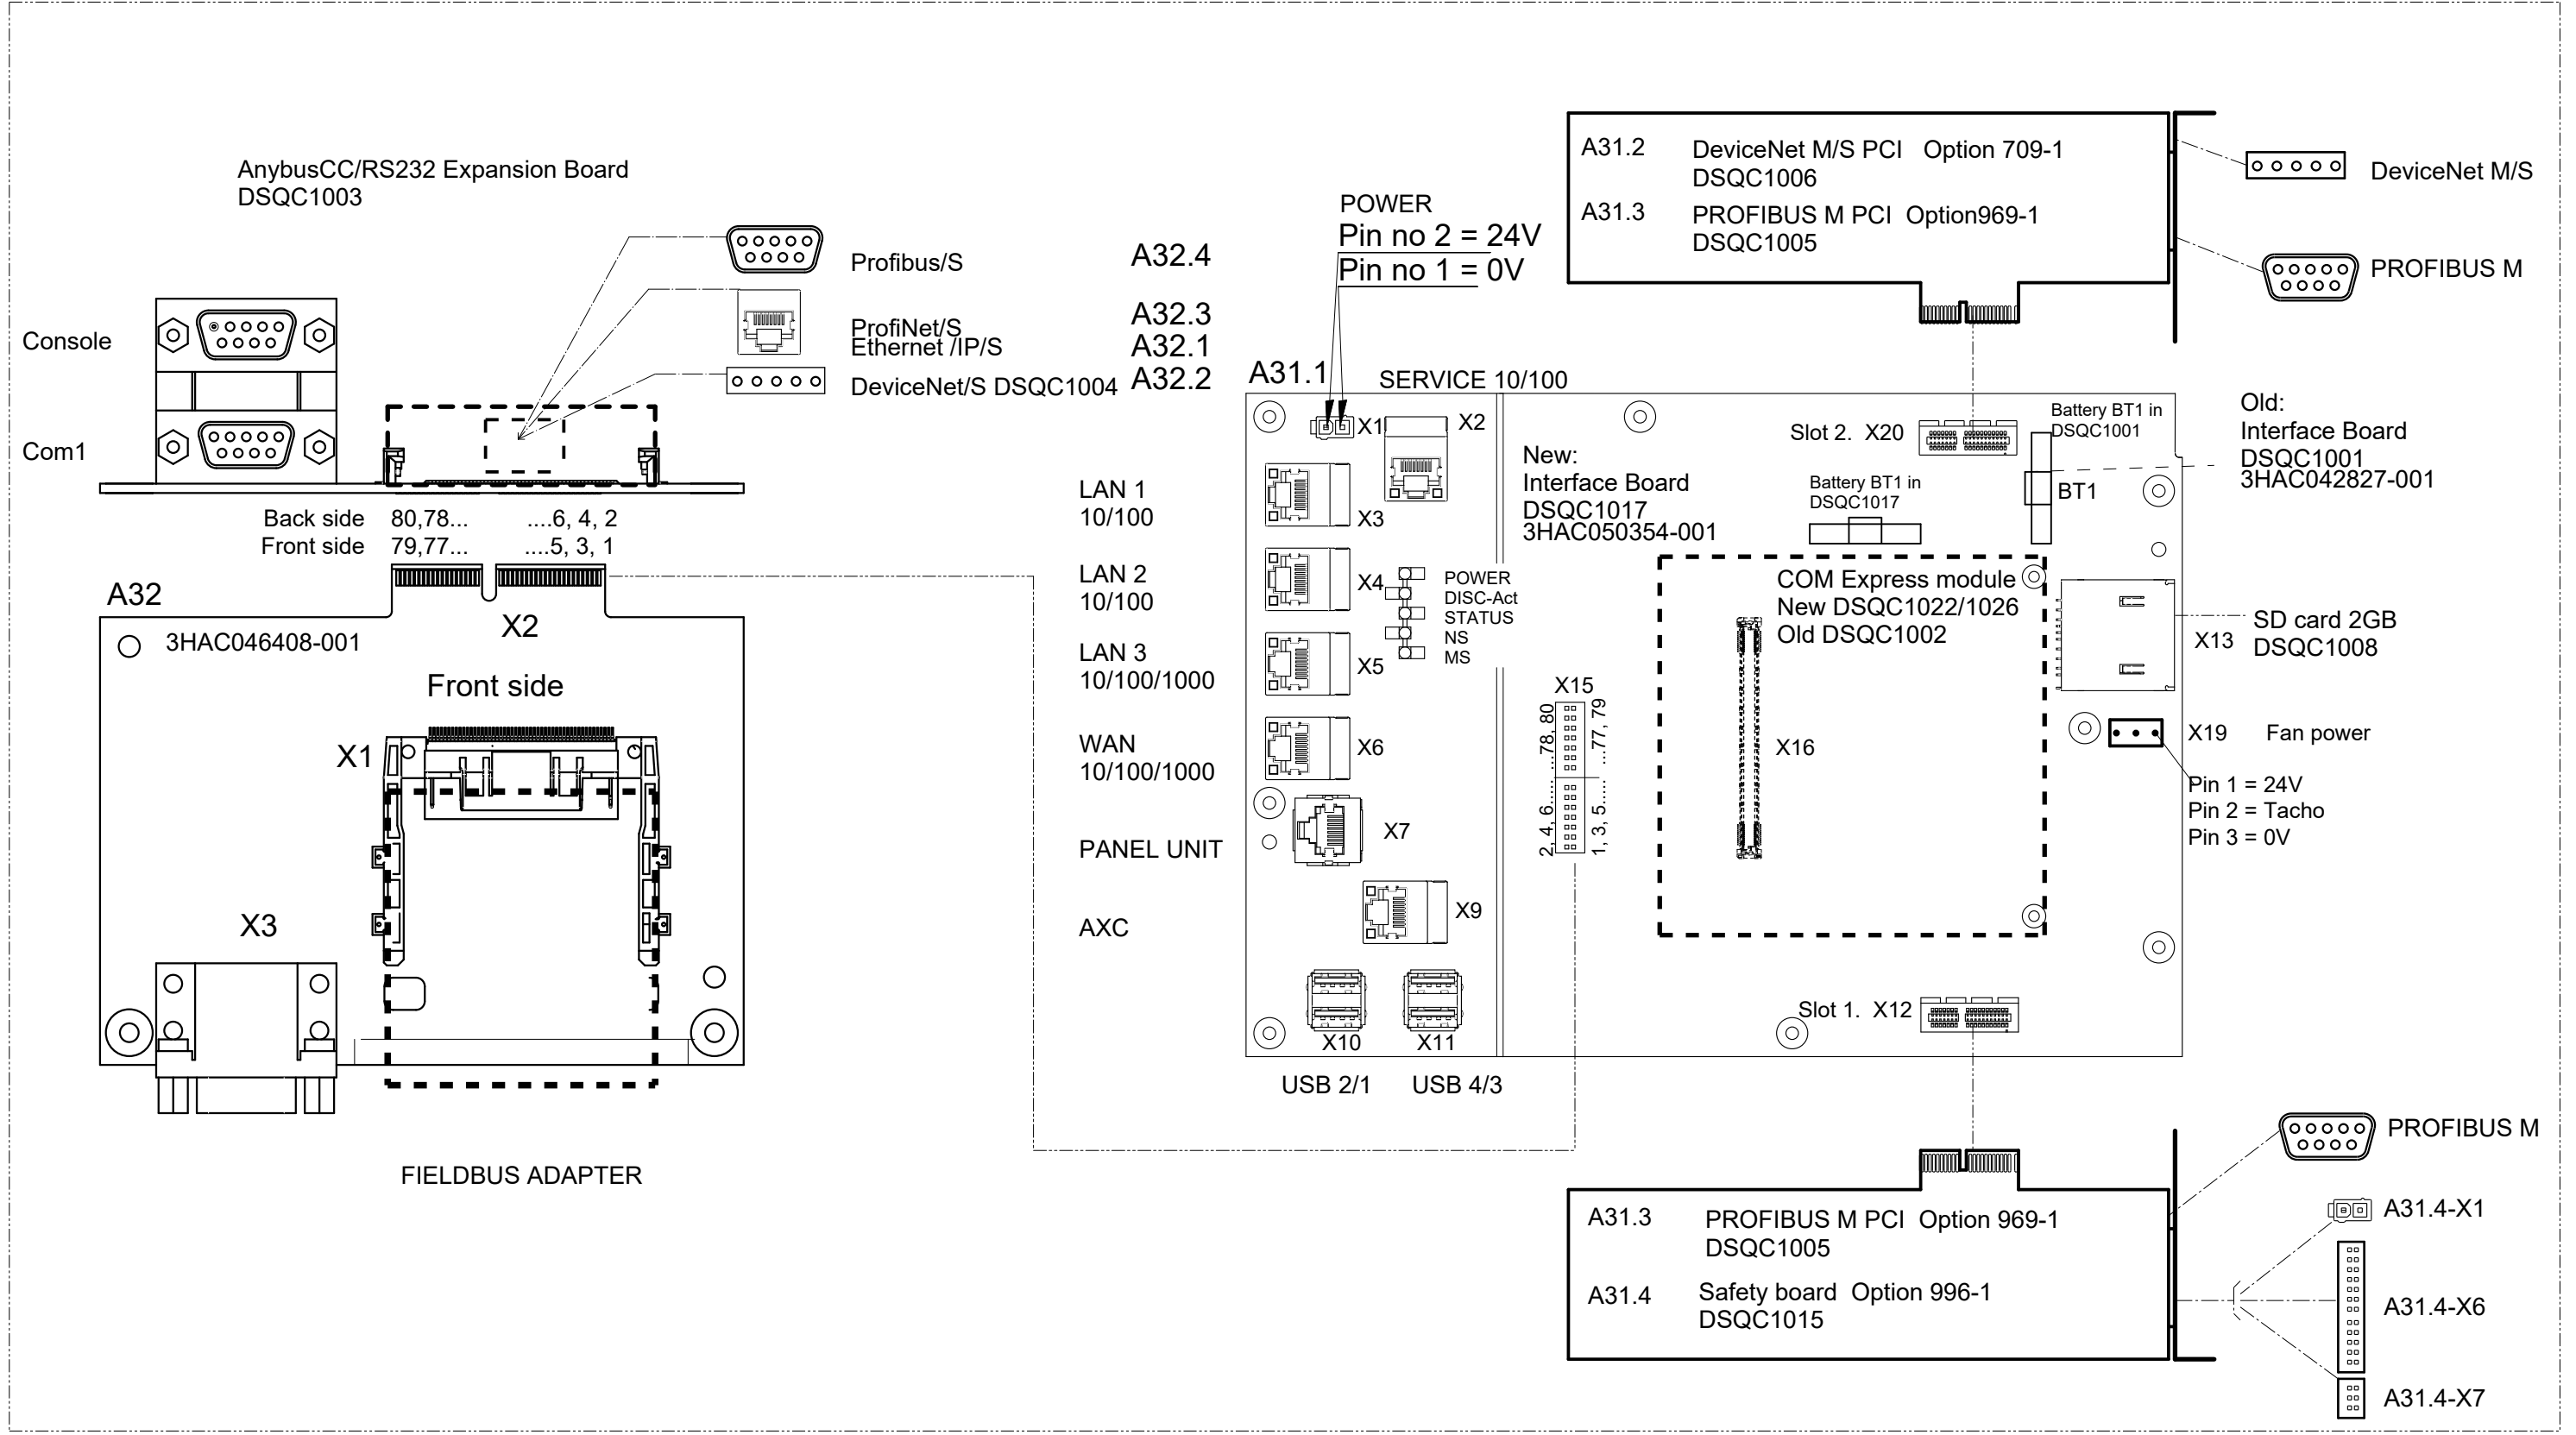 AnybusCC/RS232 Expansion Board
DSQC1003
Console
Com1
Profibus/S
A32.4
ProfiNet/S
A32.3
Ethernet /IP/S
A32.1
DeviceNet/S DSQC1004
A32.2
Back side 80,78... ....6, 4, 2
Front side 79,77... ....5, 3, 1
A32
3HAC046408-001
X2
Front side
X1
X3
FIELDBUS ADAPTER
POWER
Pin no 2 = 24V
Pin no 1 = 0V
A31.1
SERVICE 10/100
X1
X2
LAN 1
10/100
X3
LAN 2
10/100
X4
LAN 3
10/100/1000
X5
WAN
10/100/1000
X6
PANEL UNIT
X7
AXC
X9
X10
X11
USB 2/1
USB 4/3
POWER
DISC-Act
STATUS
NS
MS
New:
Interface Board
DSQC1017
3HAC050354-001
X15
2, 4, 6...... ...78, 80
1, 3, 5..... ...77, 79
Slot 2. X20
Battery BT1 in
DSQC1001
Battery BT1 in
DSQC1017
BT1
Old:
Interface Board
DSQC1001
3HAC042827-001
COM Express module
New DSQC1022/1026
Old DSQC1002
X16
X13
SD card 2GB
DSQC1008
X19 Fan power
Pin 1 = 24V
Pin 2 = Tacho
Pin 3 = 0V
Slot 1. X12
A31.2 DeviceNet M/S PCI Option 709-1
DSQC1006
A31.3 PROFIBUS M PCI Option969-1
DSQC1005
DeviceNet M/S
PROFIBUS M
A31.3 PROFIBUS M PCI Option 969-1
DSQC1005
A31.4 Safety board Option 996-1
DSQC1015
PROFIBUS M
A31.4-X1
A31.4-X6
A31.4-X7